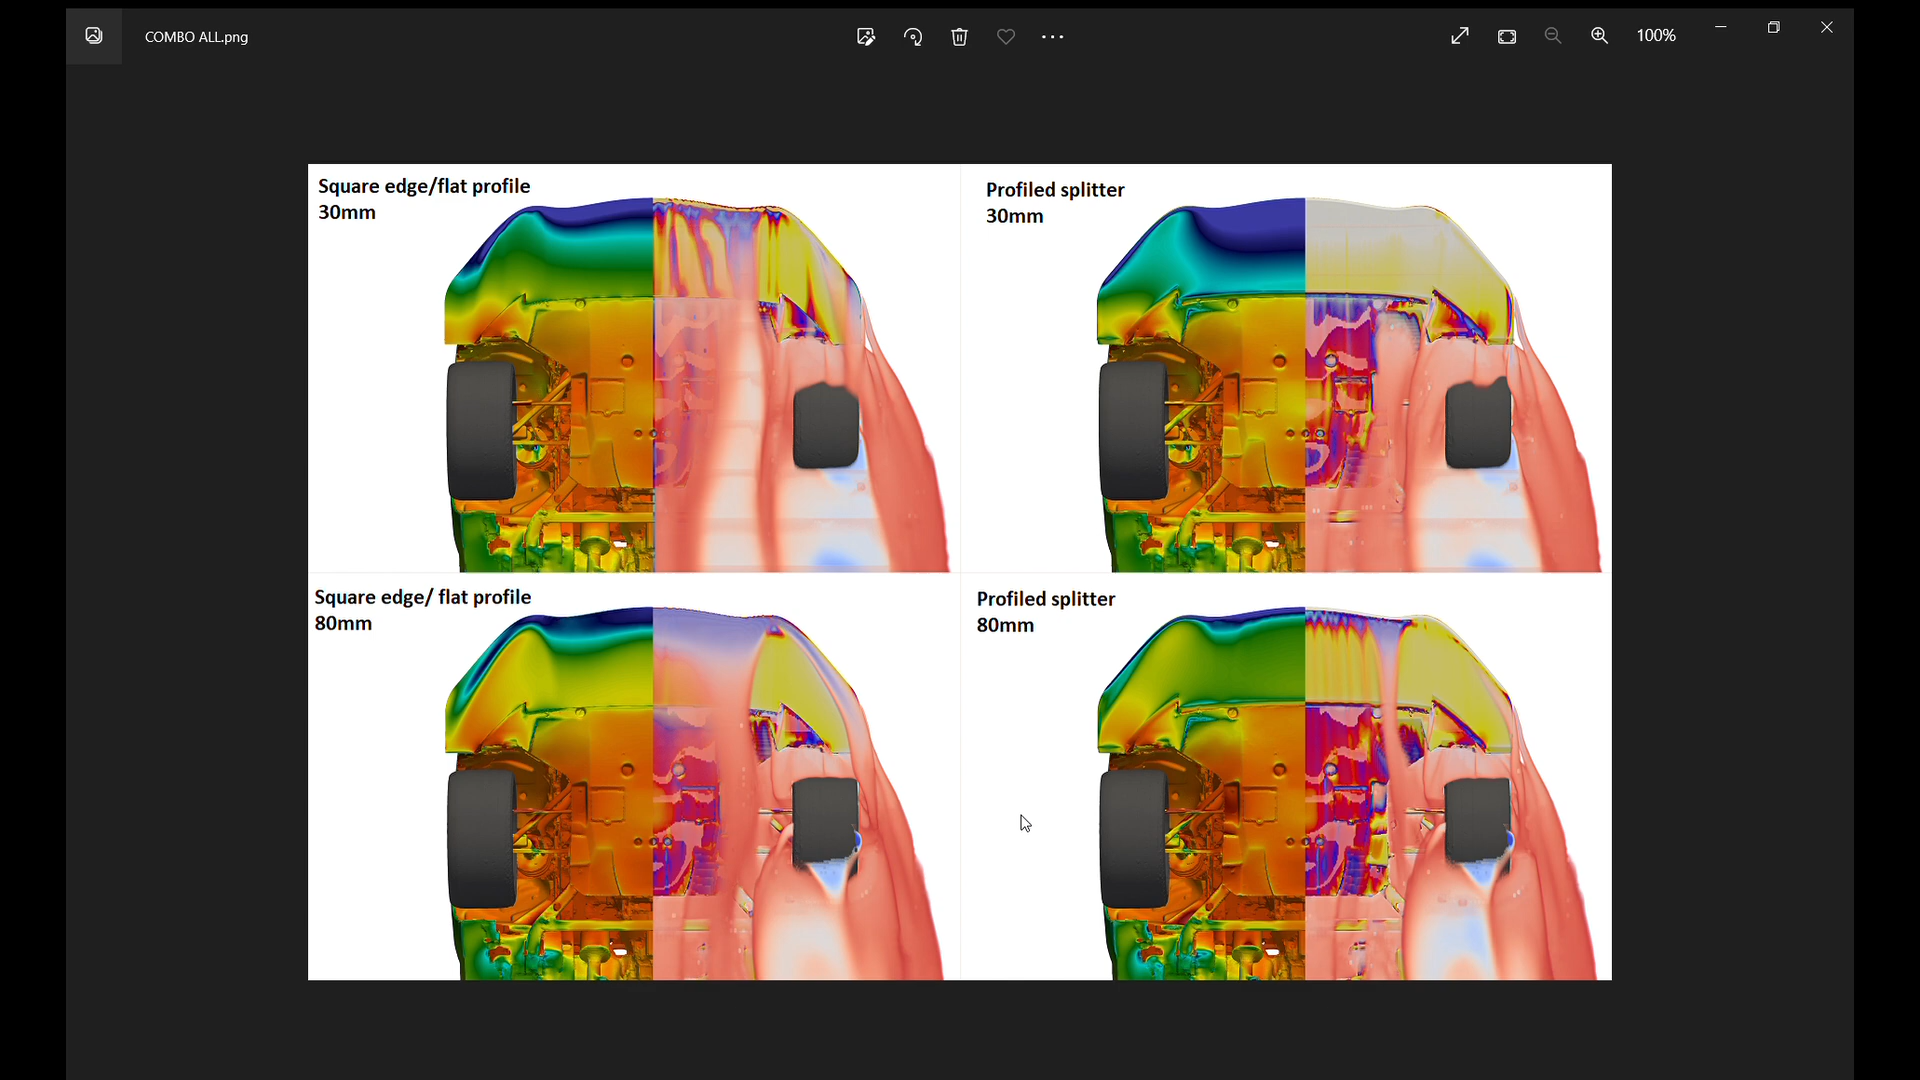 COMBO ALL.png
100%
Square edge/flat profile
30mm
Profiled splitter
30mm
Square edge/ flat profile
80mm
Profiled splitter
80mm